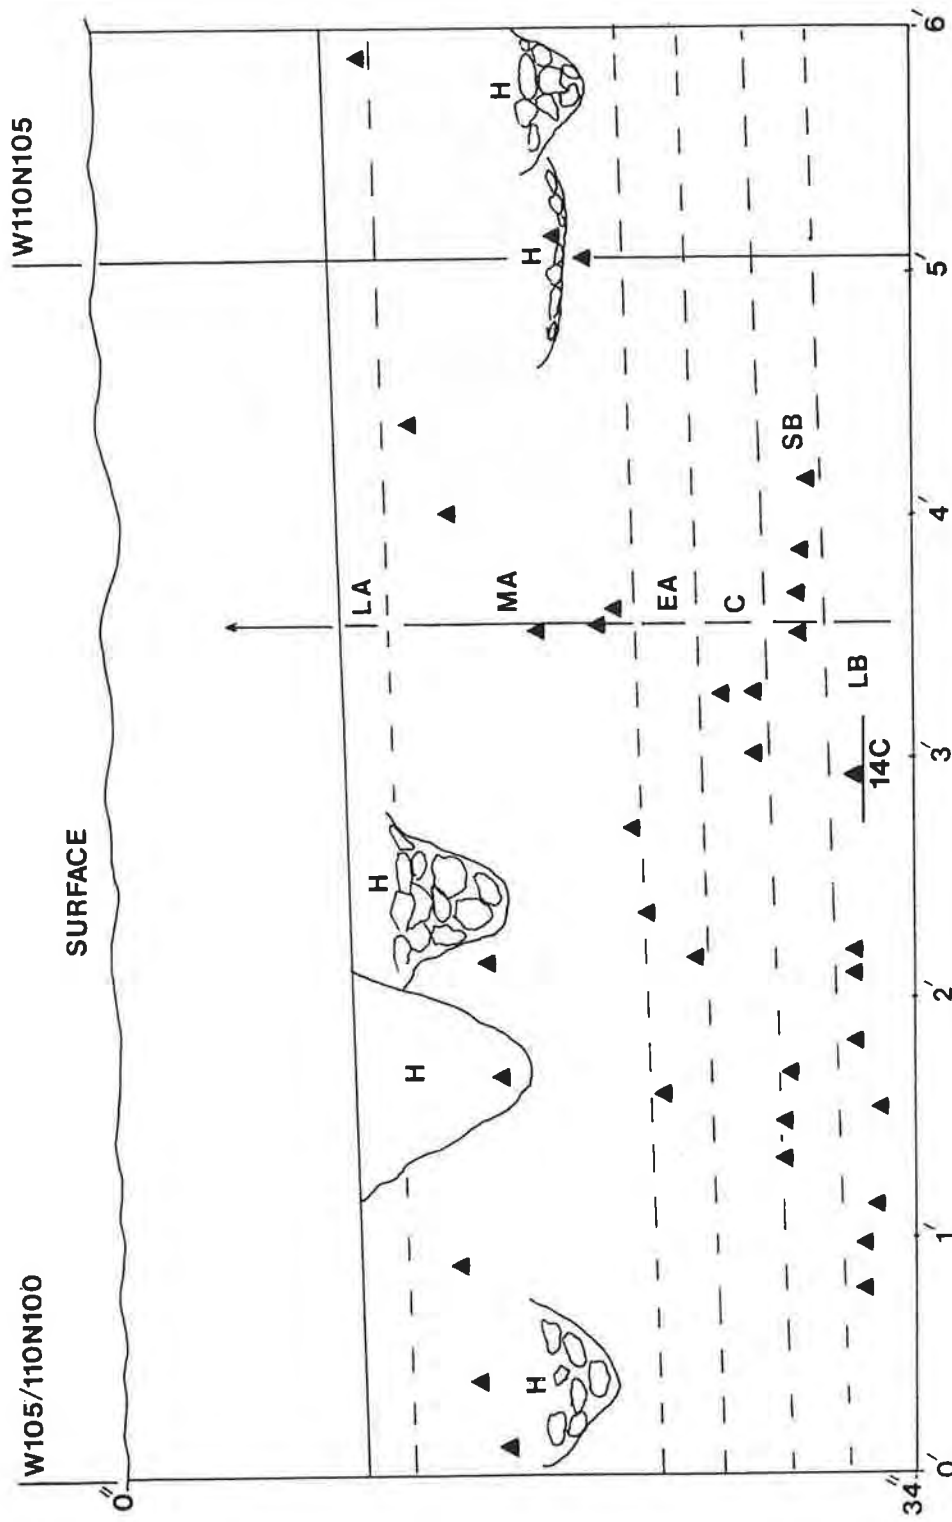 W105/110N100 W110N105
SURFACE
0"
LA
H
H
MA
H
H
H
EA
C
SB
LB
14C
34"
0' 1' 2' 3' 4' 5' 6'